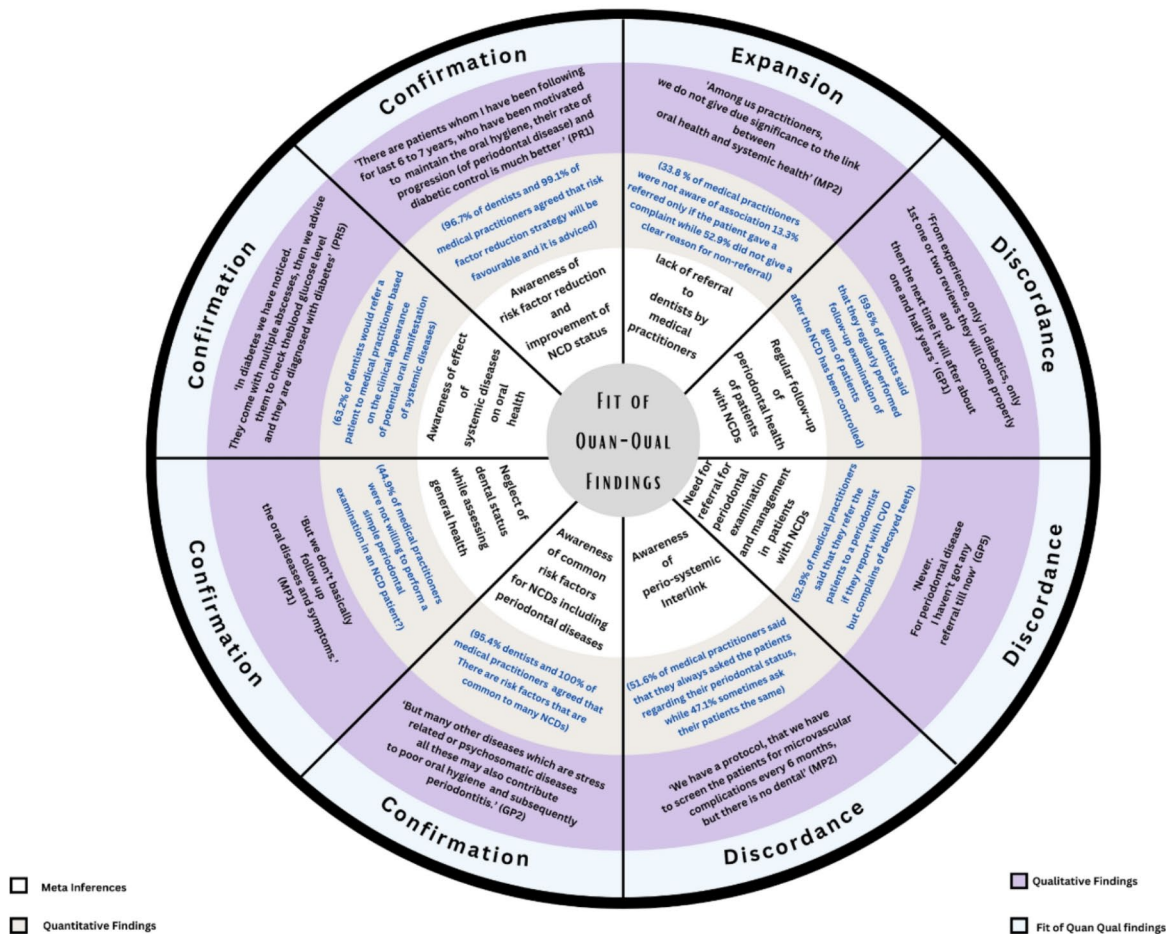 FIT OF
QUAN-QUAL
FINDINGS
Expansion
'Among us practitioners,
we do not give due significance to the link
between
oral health and systemic health' (MP2)
(33.8 % of medical practitioners
were not aware of association 13.3%
referred only if the patient gave a
complaint while 52.9% did not give a
clear reason for non-referral)
lack of referral
to
dentists by
medical
practitioners
Discordance
'From experience, only in diabetics, only
1st one or two reviews they will come properly
and
then the next time it will after about
one and half years ' (GP1)
(59.6% of dentists said
that they regularly performed
follow-up examination of
gums of patients
after the NCD has been controlled)
Regular follow-up
of
periodontal health
of patients
with NCDs
Discordance
'Never.
For periodontal disease
I haven't got any
referral till now' (GP5)
(52.9% of medical practitioners
said that they refer the
patients to a periodontist
if they report with CVD
but complains of decayed teeth)
Need for
referral for
periodontal
examination
and management
in patients
with NCDs
Discordance
'We have a protocol, that we have
to screen the patients for microvascular
complications every 6 months,
but there is no dental' (MP2)
(51.6% of medical practitioners said
that they always asked the patients
regarding their periodontal status,
while 47.1% sometimes ask
their patients the same)
Awareness
of
perio-systemic
Interlink
Confirmation
'But many other diseases which are stress
related or psychosomatic diseases
all these may also contribute
to poor oral hygiene and subsequently
periodontitis.' (GP2)
(95.4% dentists and 100% of
medical practitioners agreed that
There are risk factors that are
common to many NCDs)
Awareness
of common
risk factors
for NCDs including
periodontal diseases
Confirmation
'But we don't basically
follow up
the oral diseases and symptoms.'
(MP1)
(44.9% of medical practitioners
were not willing to perform a
simple periodontal
examination in an NCD patient?)
Neglect of
dental status
while assessing
general health
Confirmation
'In diabetes we have noticed.
They come with multiple abscesses, then we advise
them to check theblood glucose level
and they are diagnosed with diabetes' (PR5)
(63.2% of dentists would refer a
patient to medical practitioner based
on the clinical appearance
of potential oral manifestation
of systemic diseases)
Awareness of effect
of
systemic diseases
on oral
health
Confirmation
'There are patients whom I have been following
for last 6 to 7 years, who have been motivated
to maintain the oral hygiene, their rate of
progression (of periodontal disease) and
diabetic control is much better ' (PR1)
(96.7% of dentists and 99.1% of
medical practitioners agreed that risk
factor reduction strategy will be
favourable and it is adviced)
Awareness of
risk factor reduction
and
improvement of
NCD status
Meta Inferences
Quantitative Findings
Qualitative Findings
Fit of Quan Qual findings